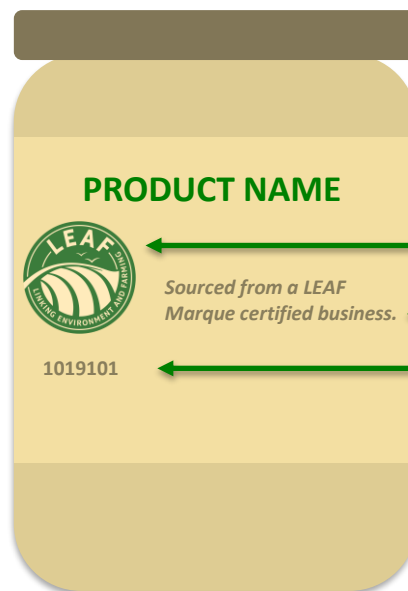 PRODUCT NAME
LEAF
LINKING ENVIRONMENT AND FARMING
Sourced from a LEAF
Marque certified business.
1019101